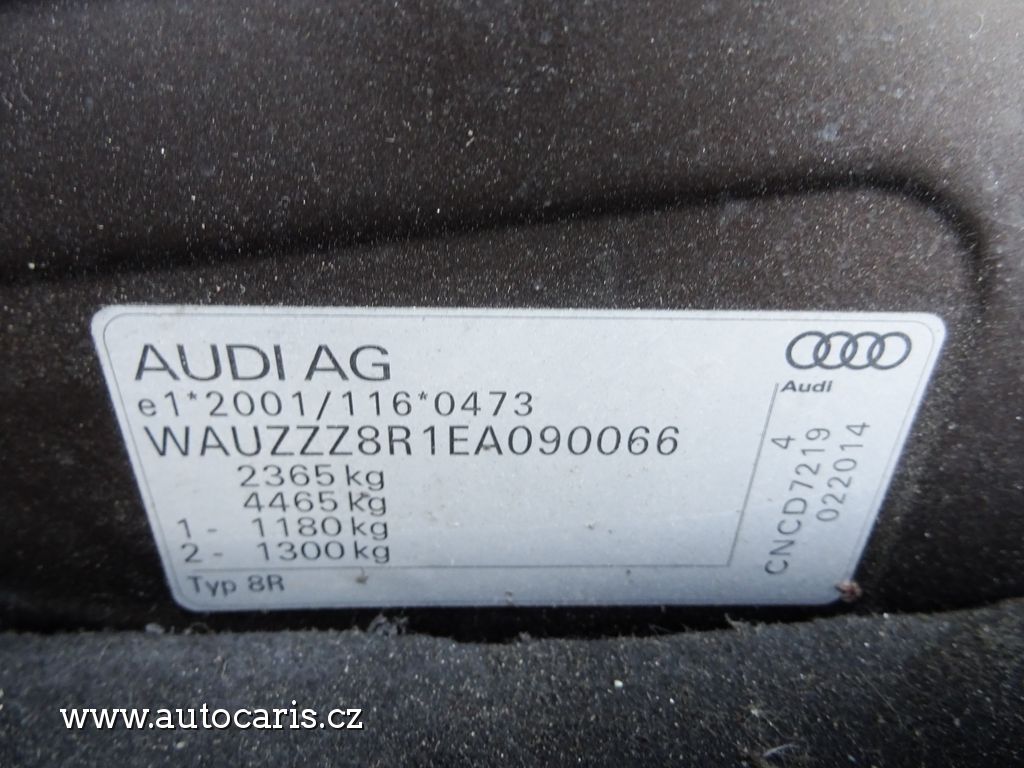 AUDI AG
e1*2001/116*0473
WAUZZZ8R1EA090066
2365 kg
4465 kg
1 - 1180 kg
2 - 1300 kg
Typ 8R
Audi
CNCD7219 4
022014
www.autocaris.cz